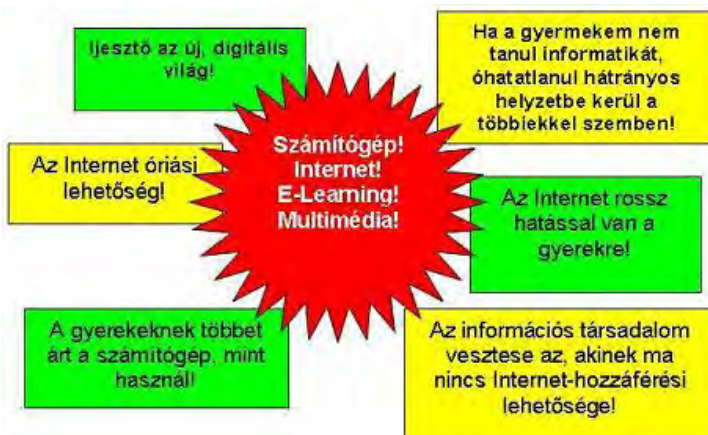 Ijesztő az új, digitális
világ!
Ha a gyermekem nem
tanul informatikát,
óhatatlanul hátrányos
helyzetbe kerül a
többiekkel szemben!
Számítógép!
Internet!
E-Learning!
Multimédia!
Az Internet óriási
lehetőség!
Az Internet rossz
hatással van a
gyerekre!
A gyerekeknek többet
árt a számítógép, mint
használ!
Az információs társadalom
vesztese az, akinek ma
nincs Internet-hozzáférési
lehetősége!